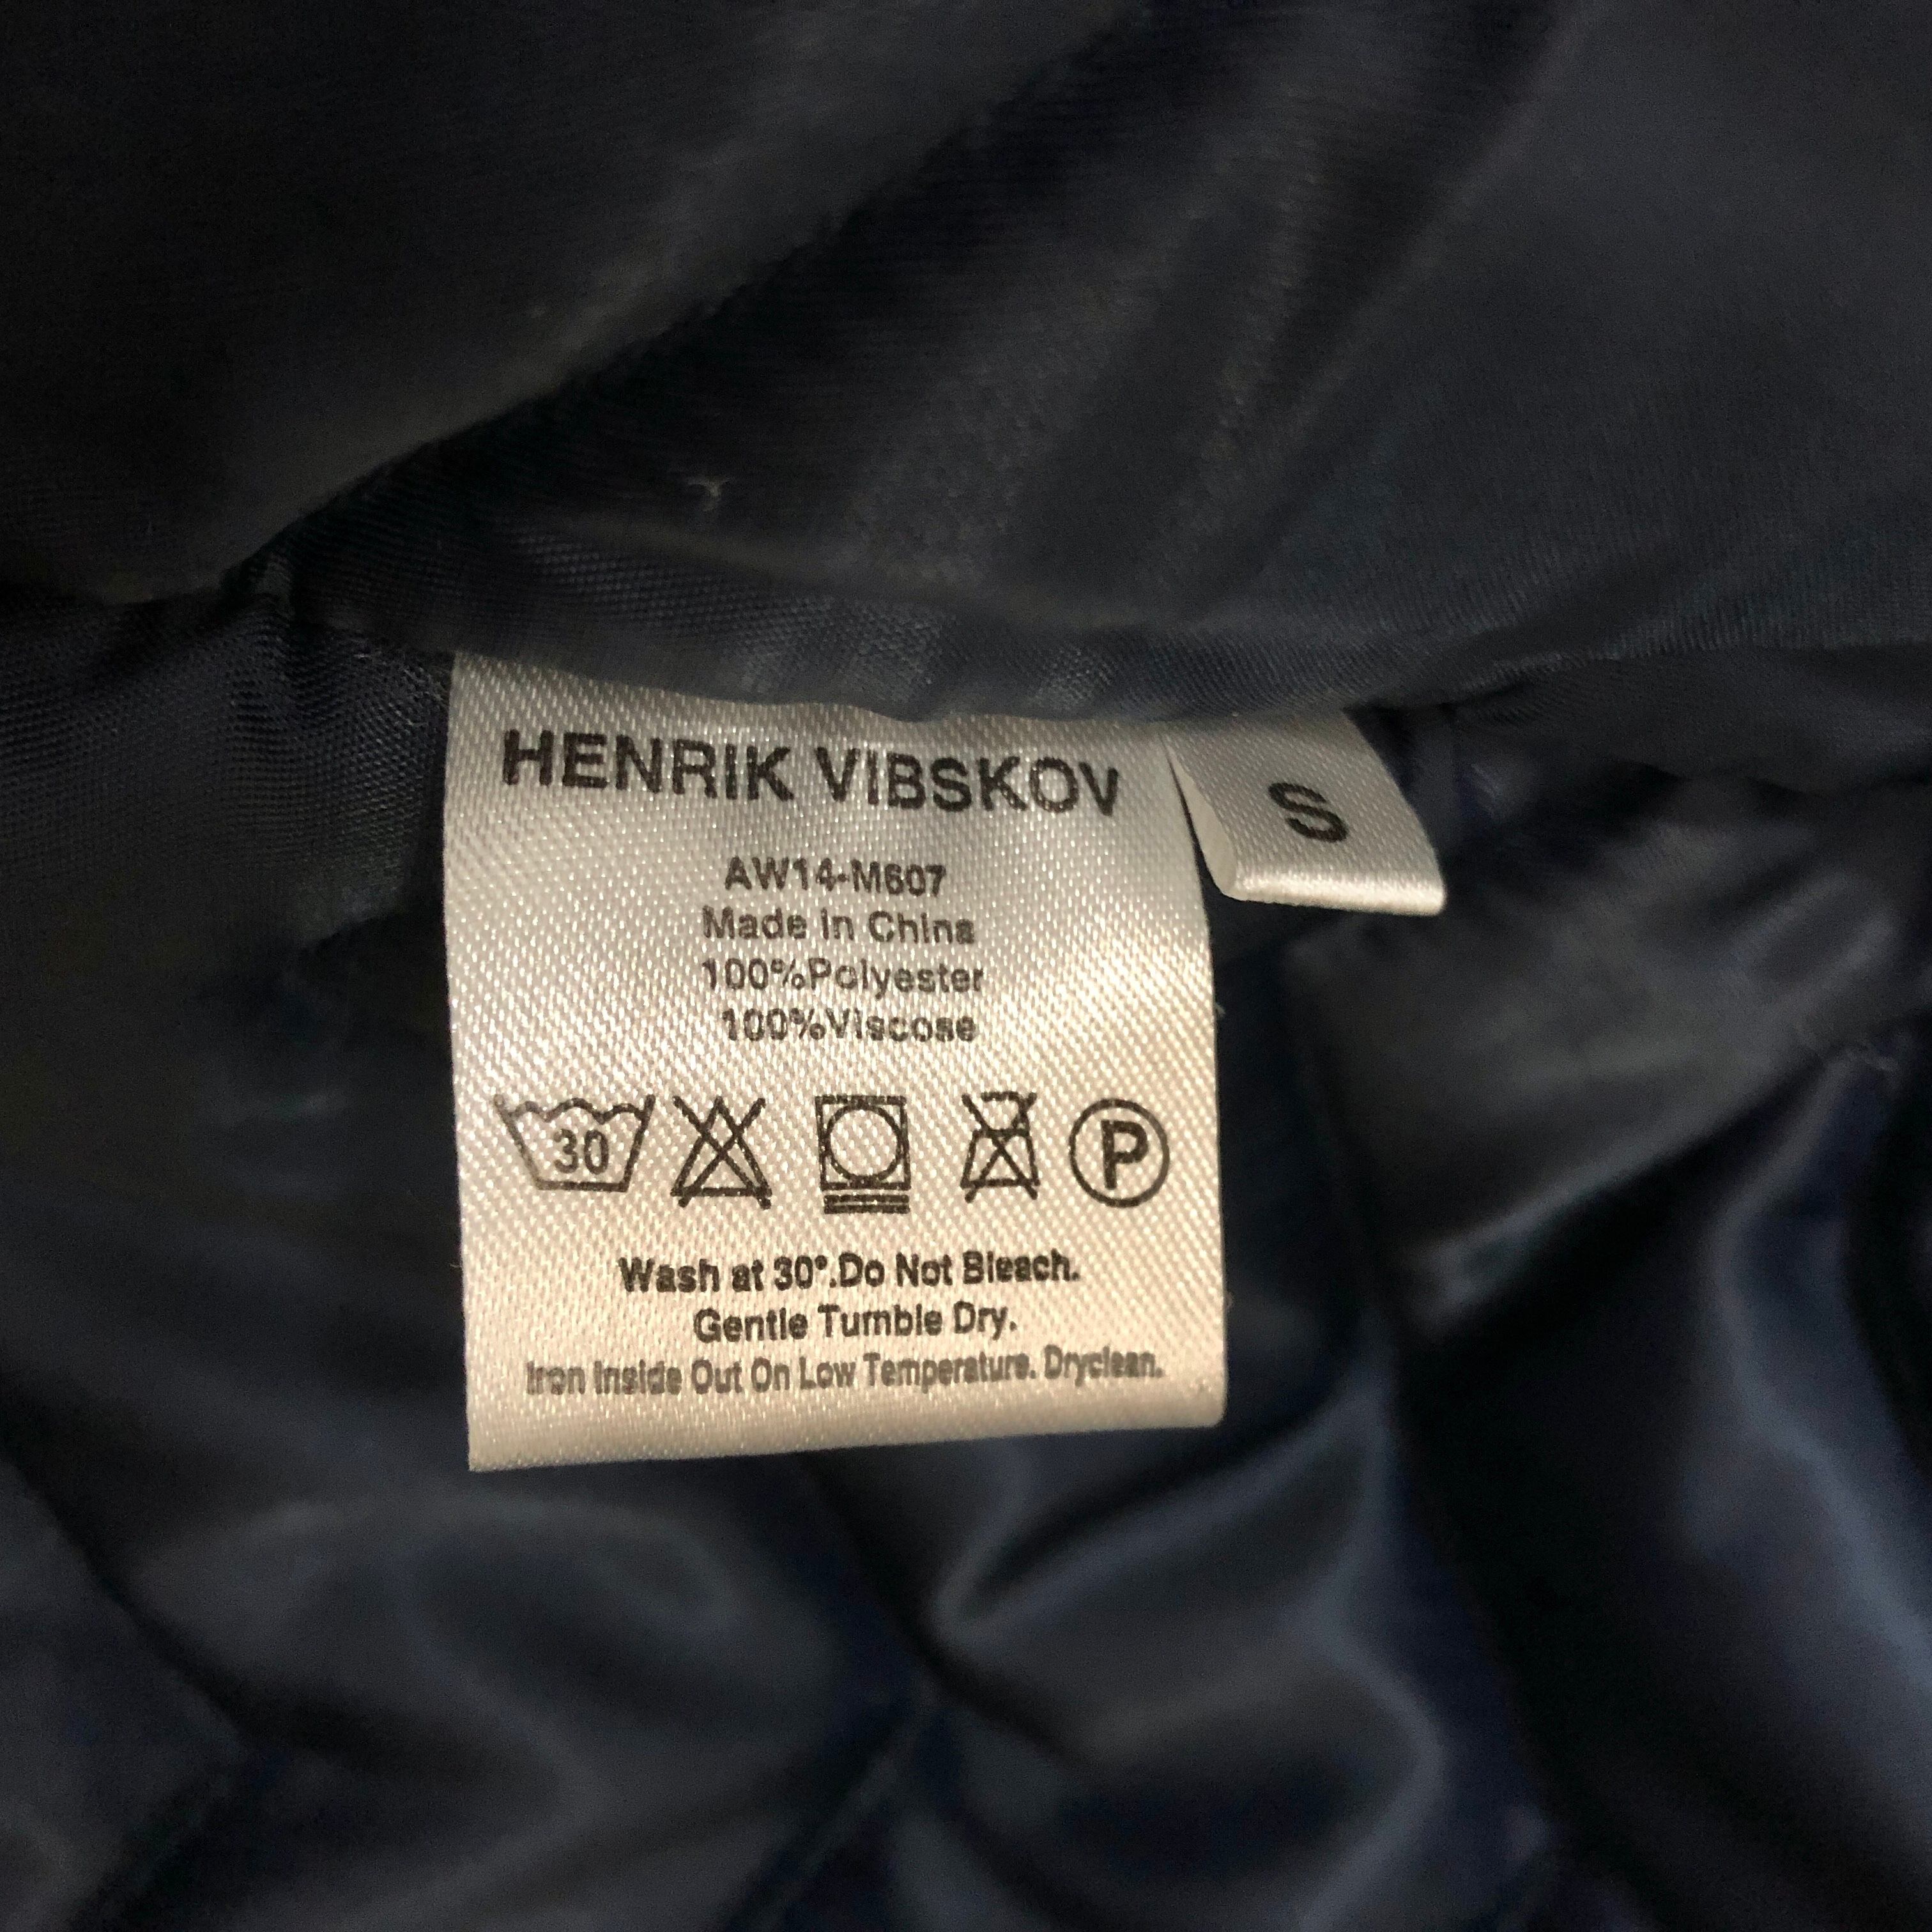 HENRIK VIBSKOV
S
AW14-M607
Made In China
100%Polyester
100%Viscose
30
P
Wash at 30°.Do Not Bleach.
Gentle Tumble Dry.
Iron Inside Out On Low Temperature. Dryclean.